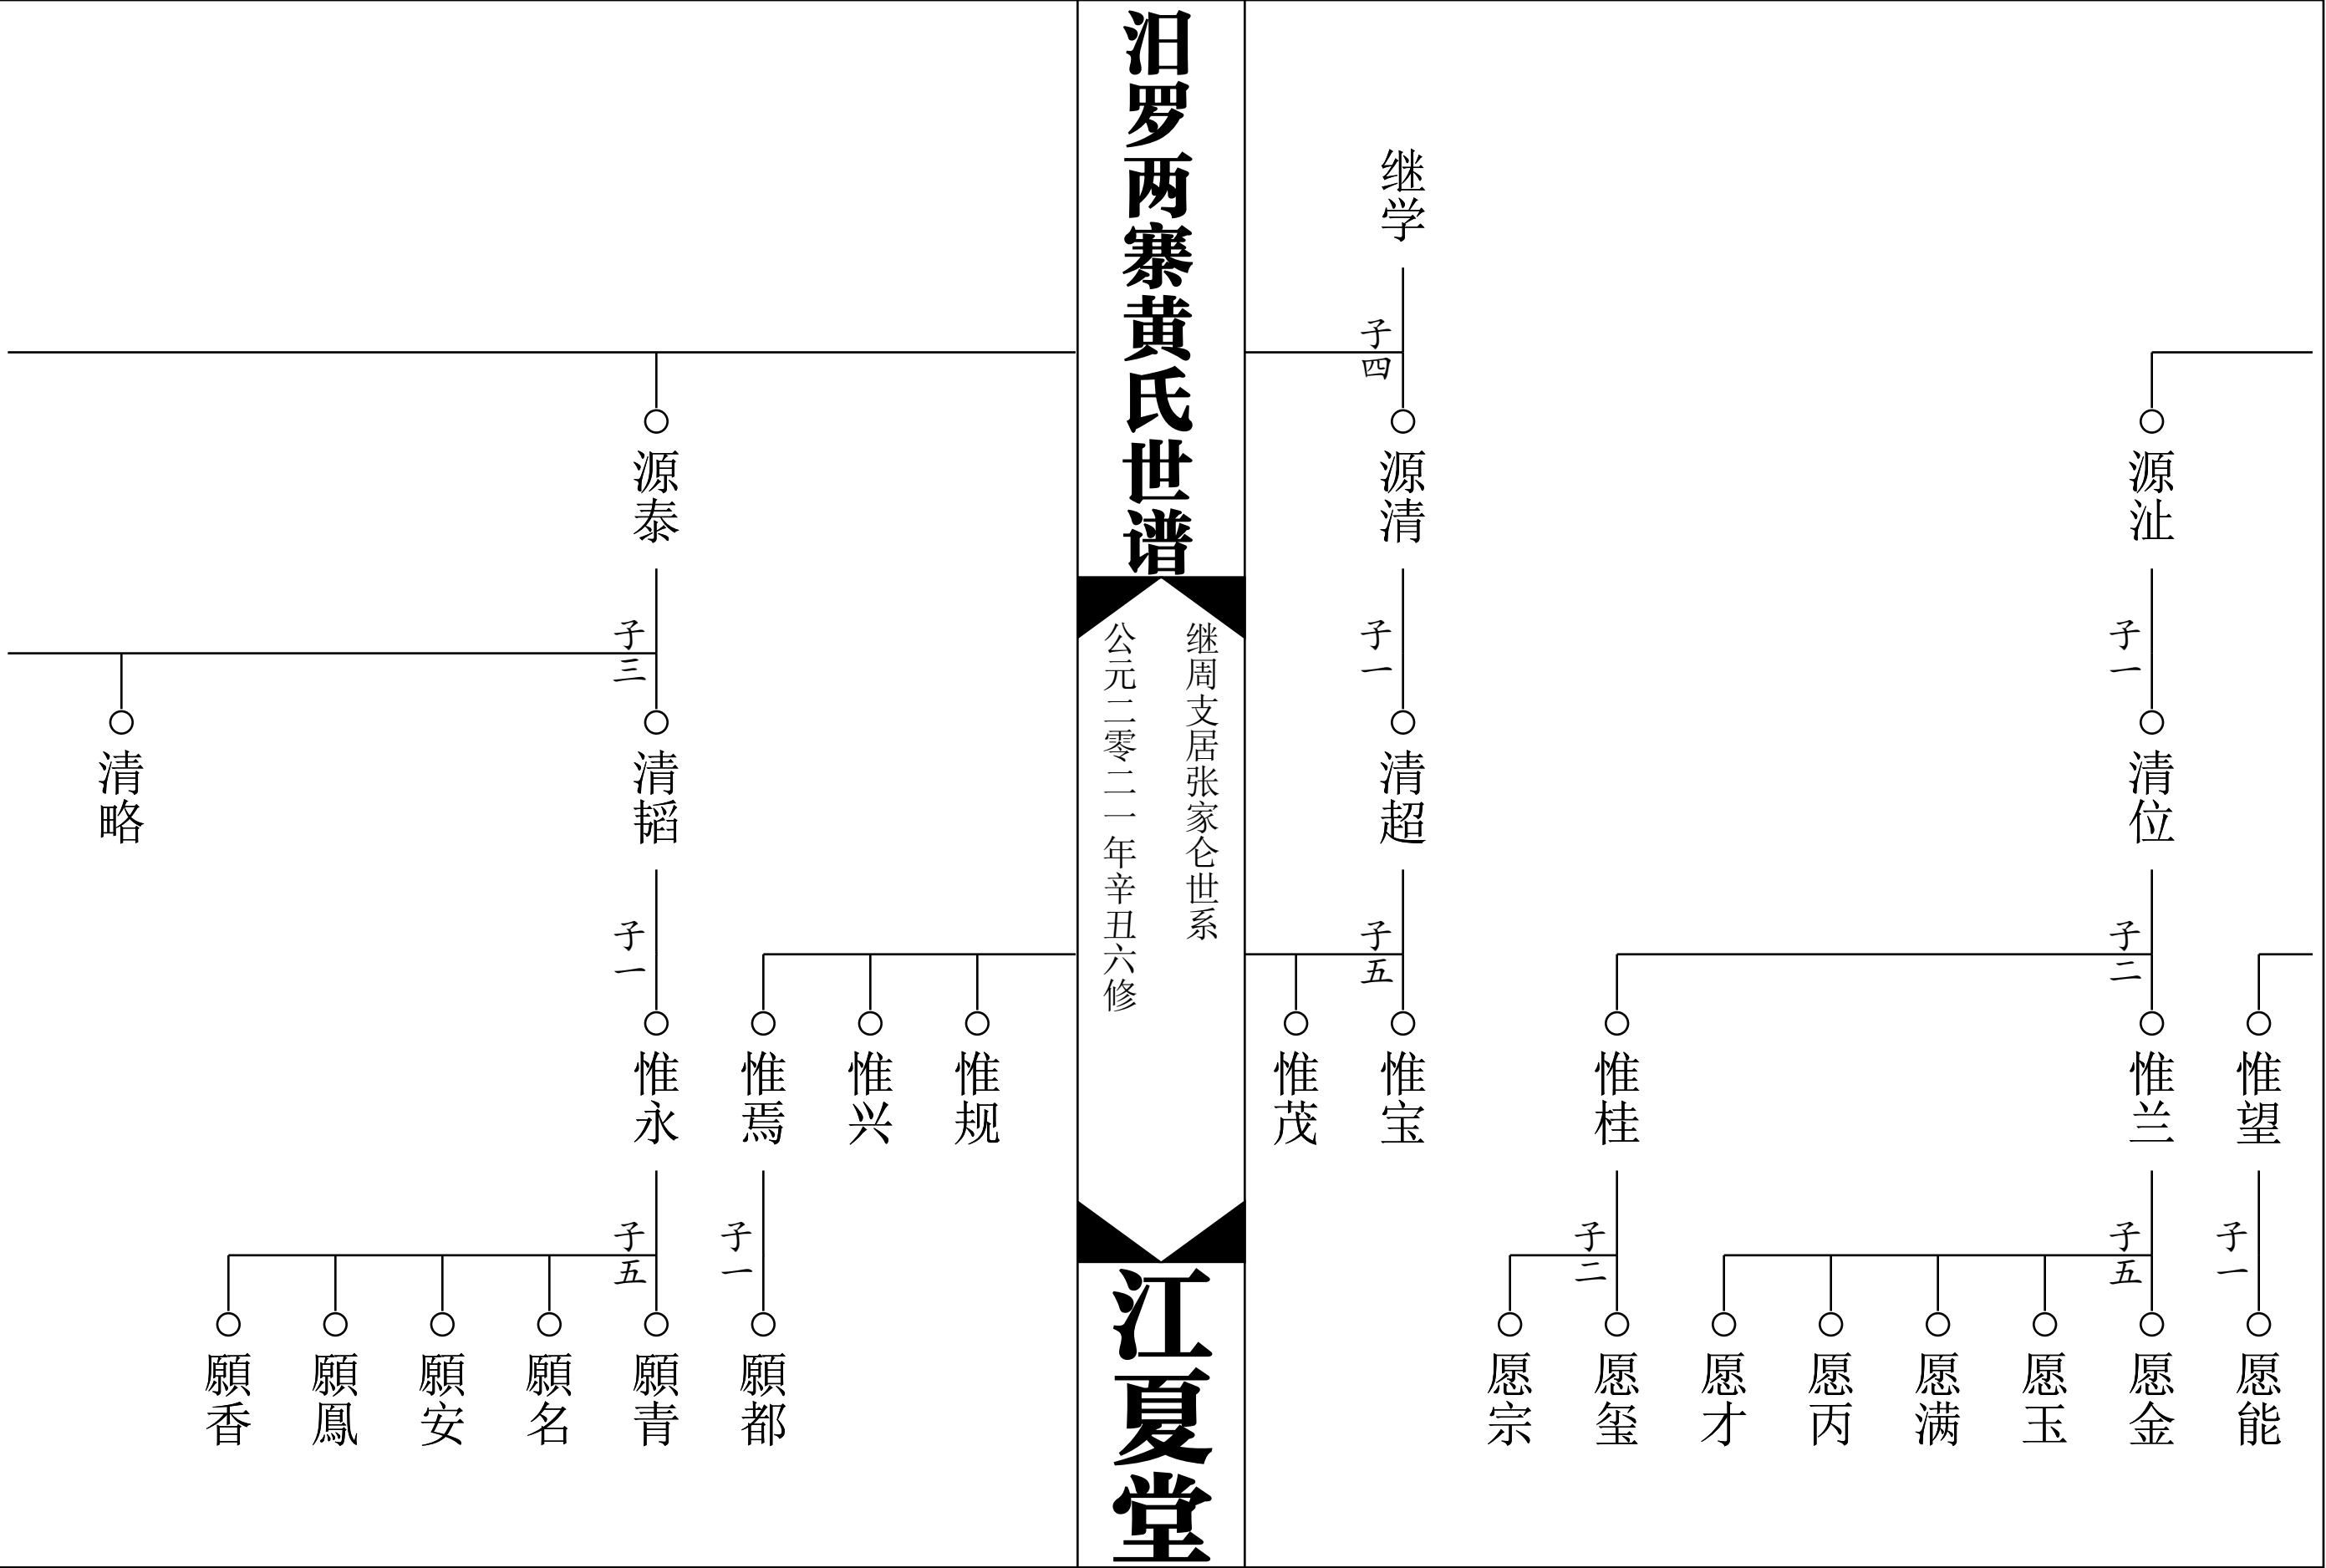 继学
子四
源沚
源清
子一
子一
清位
清超
子二
子五
惟望
惟兰
惟桂
惟宝
惟茂
子一
子五
子二
愿能
愿金
愿玉
愿满
愿丙
愿才
愿玺
愿宗
汨罗两寨黄氏世谱
继周支居张家仑世系
公元二零二一年辛丑六修
江夏堂
源泰
子三
清韬
清略
子一
惟规
惟兴
惟焉
惟永
子一
子五
願都
願青
願名
願安
願鳳
願香